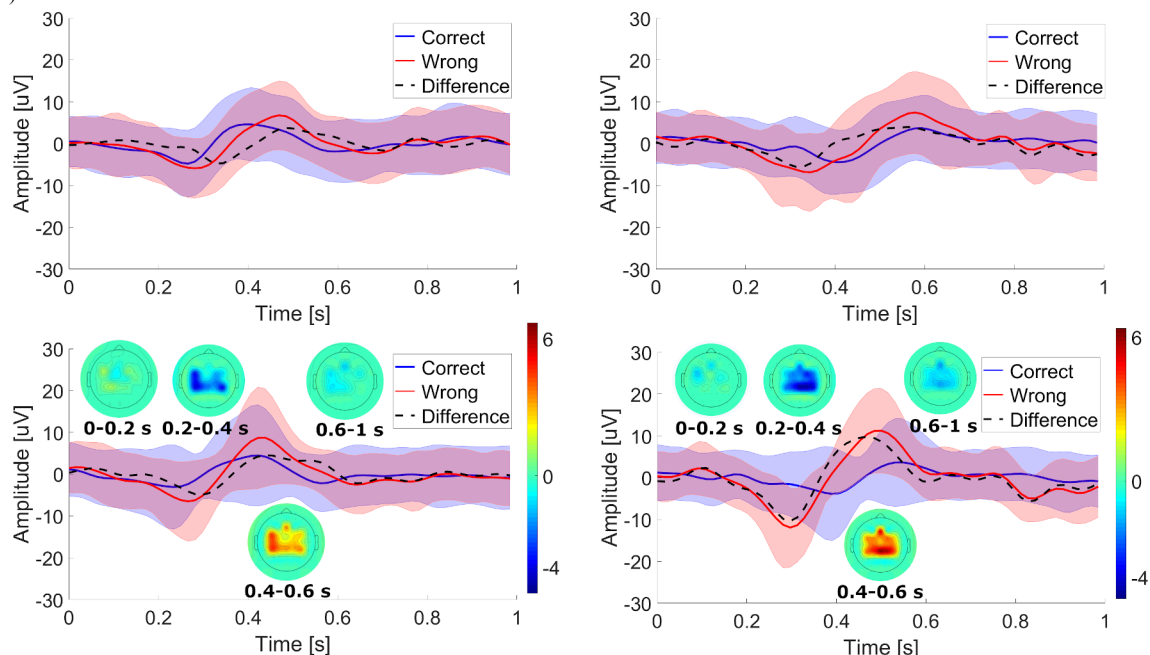 )
30
20
10
0
-10
-20
-30
Amplitude [uV]
Correct
Wrong
Difference
0
0.2
0.4
0.6
0.8
1
Time [s]
30
20
10
0
-10
-20
-30
Amplitude [uV]
Correct
Wrong
Difference
0
0.2
0.4
0.6
0.8
1
Time [s]
30
20
10
0
-10
-20
-30
Amplitude [uV]
0-0.2 s
0.2-0.4 s
0.6-1 s
0.4-0.6 s
Correct
Wrong
Difference
0
0.2
0.4
0.6
0.8
1
Time [s]
6
0
-4
30
20
10
0
-10
-20
-30
Amplitude [uV]
0-0.2 s
0.2-0.4 s
0.6-1 s
0.4-0.6 s
Correct
Wrong
Difference
0
0.2
0.4
0.6
0.8
1
Time [s]
6
0
-4